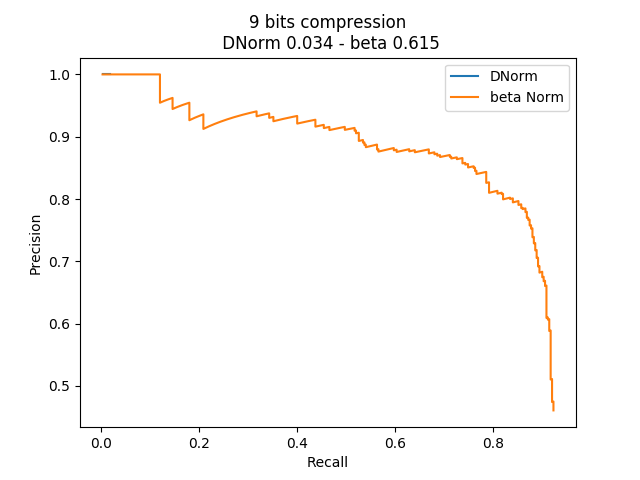 9 bits compression
DNorm 0.034 - beta 0.615
DNorm
beta Norm
1.0
0.9
0.8
0.7
0.6
0.5
Precision
0.0
0.2
0.4
0.6
0.8
Recall